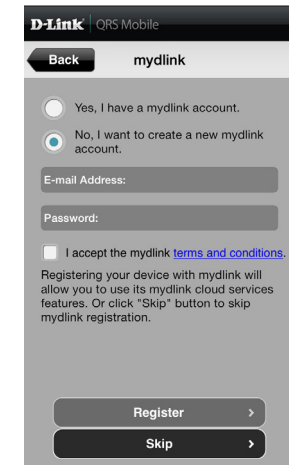 D-Link QRS Mobile
Back mydlink
Yes, I have a mydlink account.
No, I want to create a new mydlink
account.
E-mail Address:
Password:
I accept the mydlink terms and conditions.
Registering your device with mydlink will
allow you to use its mydlink cloud services
features. Or click "Skip" button to skip
mydlink registration.
Register
Skip